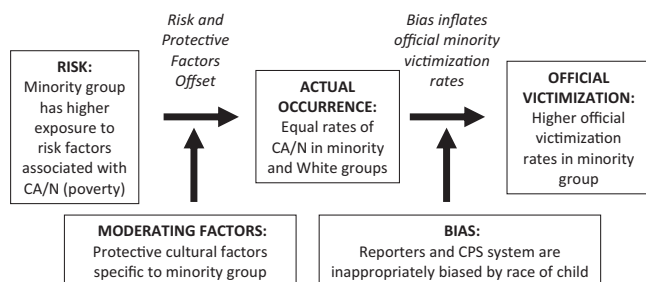 Risk and
Protective
Factors
Offset
Bias inflates
official minority
victimization
rates
RISK:
Minority group
has higher
exposure to
risk factors
associated with
CA/N (poverty)
ACTUAL
OCCURRENCE:
Equal rates of
CA/N in minority
and White groups
OFFICIAL
VICTIMIZATION:
Higher official
victimization
rates in minority
group
MODERATING FACTORS:
Protective cultural factors
specific to minority group
BIAS:
Reporters and CPS system are
inappropriately biased by race of child